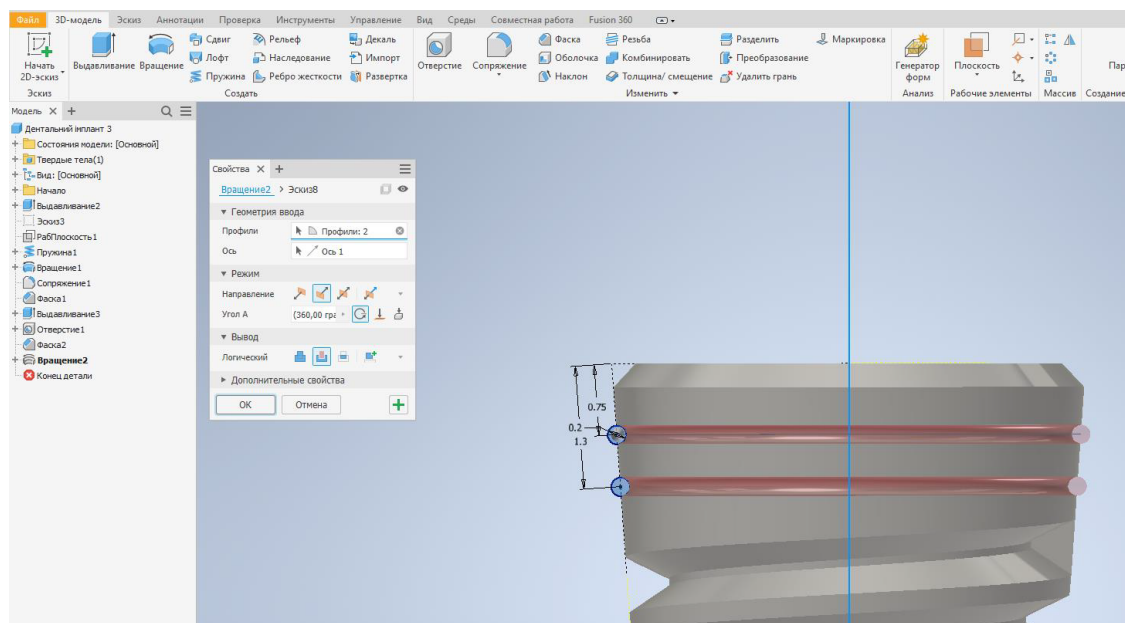 Файл 3D-модель Эскиз Аннотации Проверка Инструменты Управление Вид Среды Совместная работа Fusion 360
Начать 2D-эскиз
Выдавливание
Вращение
Сдвиг
Лофт
Пружина
Рельеф
Наследование
Ребро жесткости
Декаль
Импорт
Развертка
Отверстие
Сопряжение
Фаска
Оболочка
Наклон
Резьба
Комбинировать
Толщина/ смещение
Разделить
Преобразование
Удалить грань
Маркировка
Генератор форм
Плоскость
Пар
Эскиз
Создать
Изменить
Анализ
Рабочие элементы
Массив
Создание
Модель × +
Дентальний імплант 3
Состояния модели: [Основной]
Твердые тела(1)
Вид: [Основной]
Начало
Выдавливание2
Эскиз3
РабПлоскость1
Пружина1
Вращение1
Сопряжение1
Фаска1
Выдавливание3
Отверстие1
Фаска2
Вращение2
Конец детали
Свойства × +
Вращение2 > Эскиз8
Геометрия ввода
Профили Профили: 2
Ось Ось 1
Режим
Направление
Угол A (360,00 гра
Вывод
Логический
Дополнительные свойства
OK Отмена +
0.75
0.2
1.3